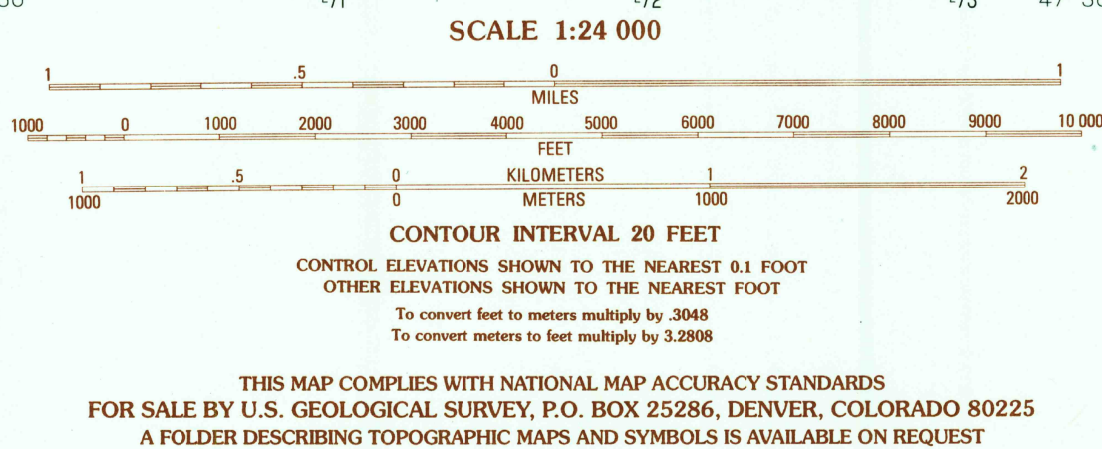 SCALE 1:24 000
1 .5 0 1
MILES
1000 0 1000 2000 3000 4000 5000 6000 7000 8000 9000 10 000
FEET
1 .5 0 KILOMETERS 1 2
1000 0 METERS 1000 2000
CONTOUR INTERVAL 20 FEET
CONTROL ELEVATIONS SHOWN TO THE NEAREST 0.1 FOOT
OTHER ELEVATIONS SHOWN TO THE NEAREST FOOT
To convert feet to meters multiply by .3048
To convert meters to feet multiply by 3.2808
THIS MAP COMPLIES WITH NATIONAL MAP ACCURACY STANDARDS
FOR SALE BY U.S. GEOLOGICAL SURVEY, P.O. BOX 25286, DENVER, COLORADO 80225
A FOLDER DESCRIBING TOPOGRAPHIC MAPS AND SYMBOLS IS AVAILABLE ON REQUEST